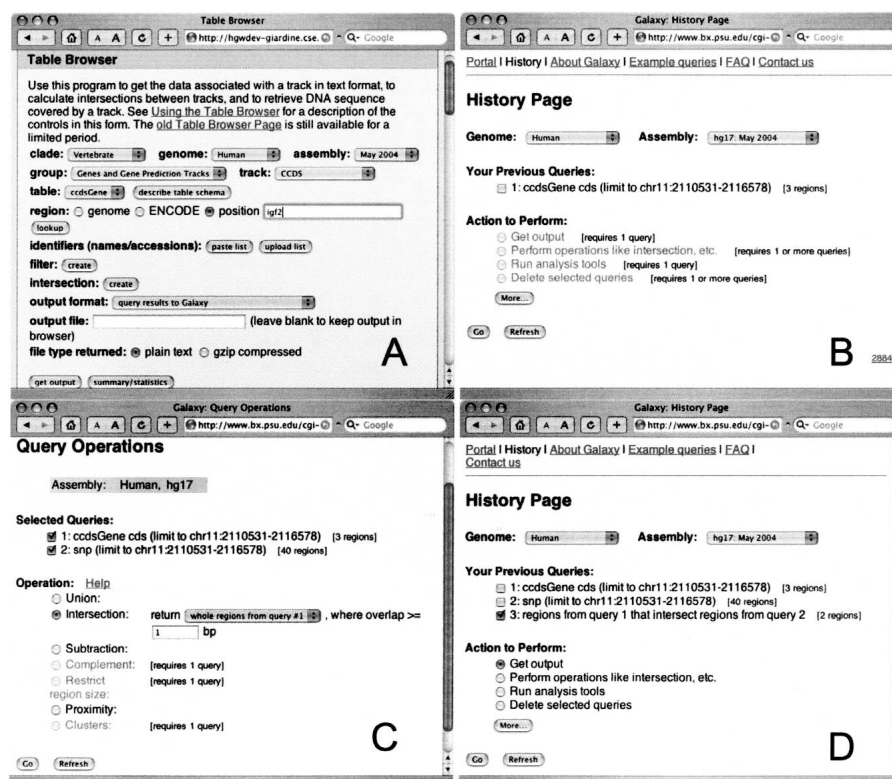 Table Browser
A A C + http://hgwdev-giardine.cse. Q- Google
Table Browser
Use this program to get the data associated with a track in text format, to
calculate intersections between tracks, and to retrieve DNA sequence
covered by a track. See Using the Table Browser for a description of the
controls in this form. The old Table Browser Page is still available for a
limited period.
clade: Vertebrate genome: Human assembly: May 2004
group: Genes and Gene Prediction Tracks track: CCDS
table: ccdsGene describe table schema
region: genome ENCODE position igf2
lookup
identifiers (names/accessions): paste list upload list
filter: create
intersection: create
output format: query results to Galaxy
output file: (leave blank to keep output in
browser)
file type returned: plain text gzip compressed
get output summary/statistics
A
Galaxy: History Page
A A C + http://www.bx.psu.edu/cgi- Q- Google
Portal | History | About Galaxy | Example queries | FAQ | Contact us
History Page
Genome: Human Assembly: hg17: May 2004
Your Previous Queries:
1: ccdsGene cds (limit to chr11:2110531-2116578) [3 regions]
Action to Perform:
Get output [requires 1 query]
Perform operations like intersection, etc. [requires 1 or more queries]
Run analysis tools [requires 1 query]
Delete selected queries [requires 1 or more queries]
More...
Go Refresh
B
2884
Galaxy: Query Operations
A A C + http://www.bx.psu.edu/cgi- Q- Google
Query Operations
Assembly: Human, hg17
Selected Queries:
1: ccdsGene cds (limit to chr11:2110531-2116578) [3 regions]
2: snp (limit to chr11:2110531-2116578) [40 regions]
Operation: Help
Union:
Intersection: return whole regions from query #1 , where overlap >=
1 bp
Subtraction:
Complement: [requires 1 query]
Restrict [requires 1 query]
region size:
Proximity:
Clusters: [requires 1 query]
Go Refresh
C
Galaxy: History Page
A A C + http://www.bx.psu.edu/cgi- Q- Google
Portal | History | About Galaxy | Example queries | FAQ |
Contact us
History Page
Genome: Human Assembly: hg17: May 2004
Your Previous Queries:
1: ccdsGene cds (limit to chr11:2110531-2116578) [3 regions]
2: snp (limit to chr11:2110531-2116578) [40 regions]
3: regions from query 1 that intersect regions from query 2 [2 regions]
Action to Perform:
Get output
Perform operations like intersection, etc.
Run analysis tools
Delete selected queries
More...
Go Refresh
D